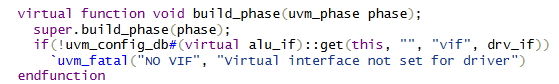 virtual function void build_phase(uvm_phase phase);
super.build_phase(phase);
if(!uvm_config_db#(virtual alu_if)::get(this, "", "vif", drv_if))
`uvm_fatal("NO VIF", "Virtual interface not set for driver")
endfunction